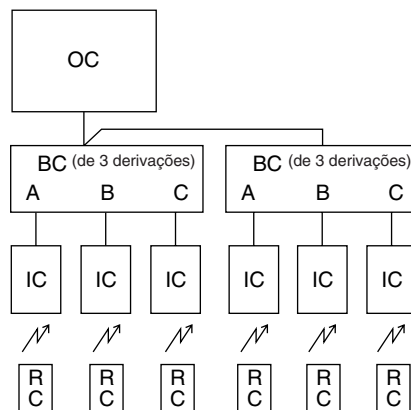 OC
BC (de 3 derivações) BC (de 3 derivações)
A B C A B C
IC IC IC IC IC IC
R R R R R R
C C C C C C